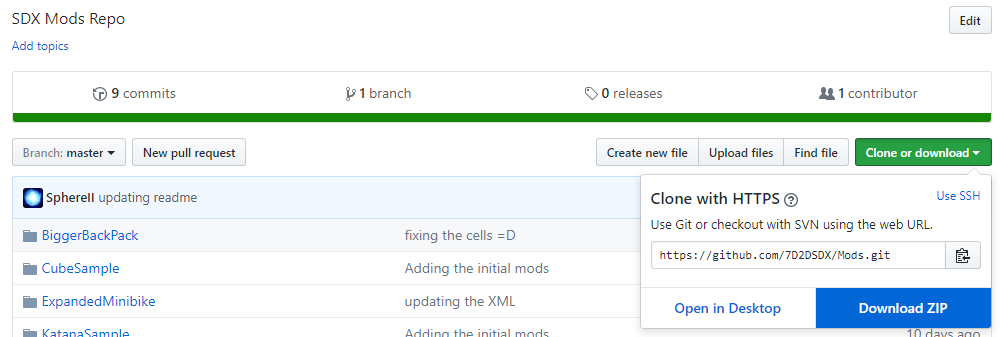 SDX Mods Repo
Edit
Add topics
9 commits
1 branch
0 releases
1 contributor
Branch: master
New pull request
Create new file
Upload files
Find file
Clone or download
Spherell updating readme
BiggerBackPack
fixing the cells =D
CubeSample
Adding the initial mods
ExpandedMinibike
updating the XML
KatanaSample
Adding the initial mods
10 days ago
Clone with HTTPS ?
Use SSH
Use Git or checkout with SVN using the web URL.
https://github.com/7D2DSDX/Mods.git
Open in Desktop
Download ZIP